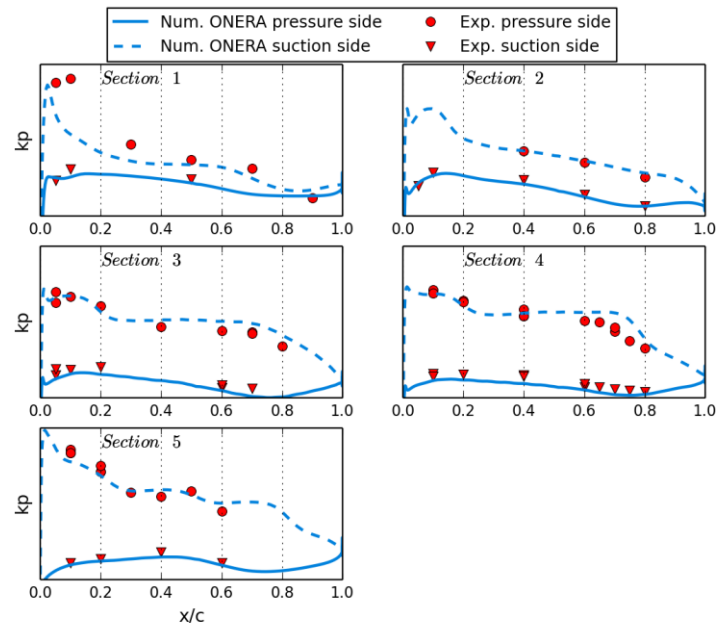 Num. ONERA pressure side Exp. pressure side
Num. ONERA suction side Exp. suction side
Section 1
Section 2
kp
0.0 0.2 0.4 0.6 0.8 1.0
0.0 0.2 0.4 0.6 0.8 1.0
Section 3
Section 4
0.0 0.2 0.4 0.6 0.8 1.0
0.0 0.2 0.4 0.6 0.8 1.0
Section 5
kp
0.0 0.2 0.4 0.6 0.8 1.0
x/c